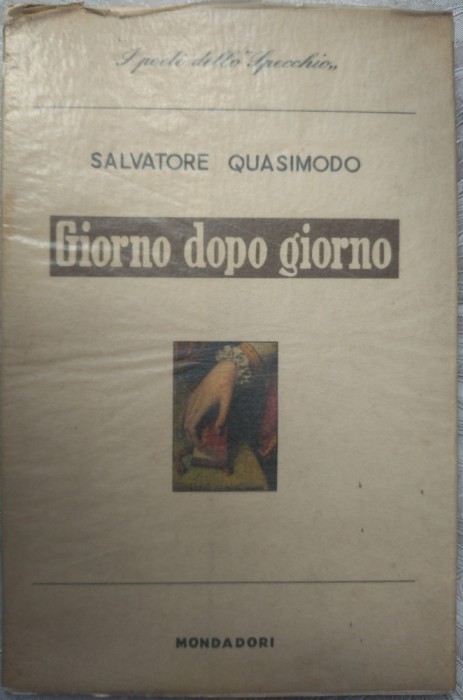 I poeti dello "Specchio„
SALVATORE QUASIMODO
Giorno dopo giorno
MONDADORI